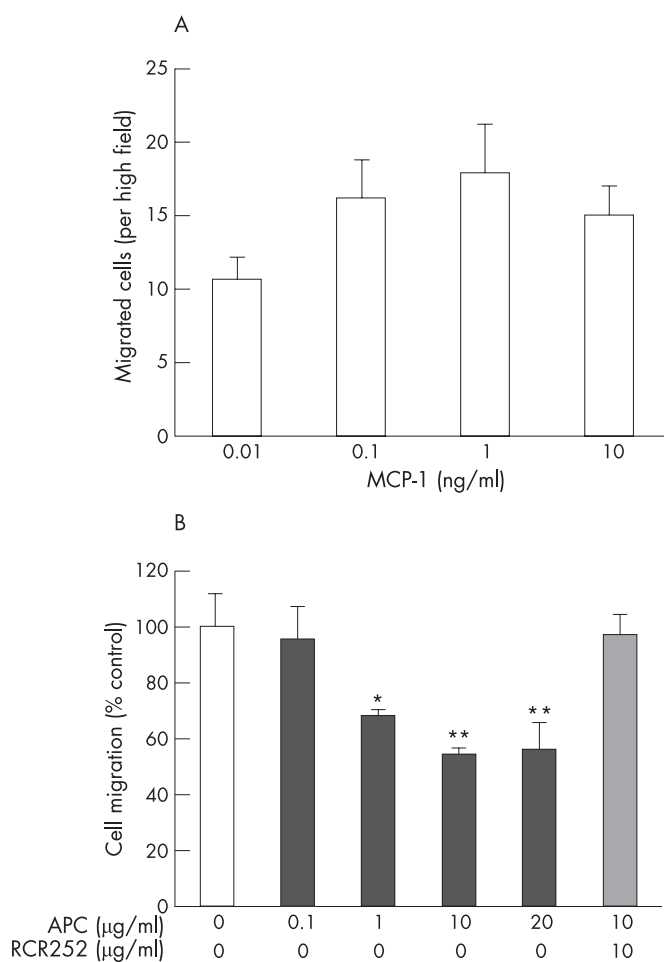 A
25
20
15
10
5
0
Migrated cells (per high field)
0.01 0.1 1 10
MCP-1 (ng/ml)
B
120
100
80
60
40
20
0
Cell migration (% control)
* ** **
APC (μg/ml) 0 0.1 1 10 20 10
RCR252 (μg/ml) 0 0 0 0 0 10